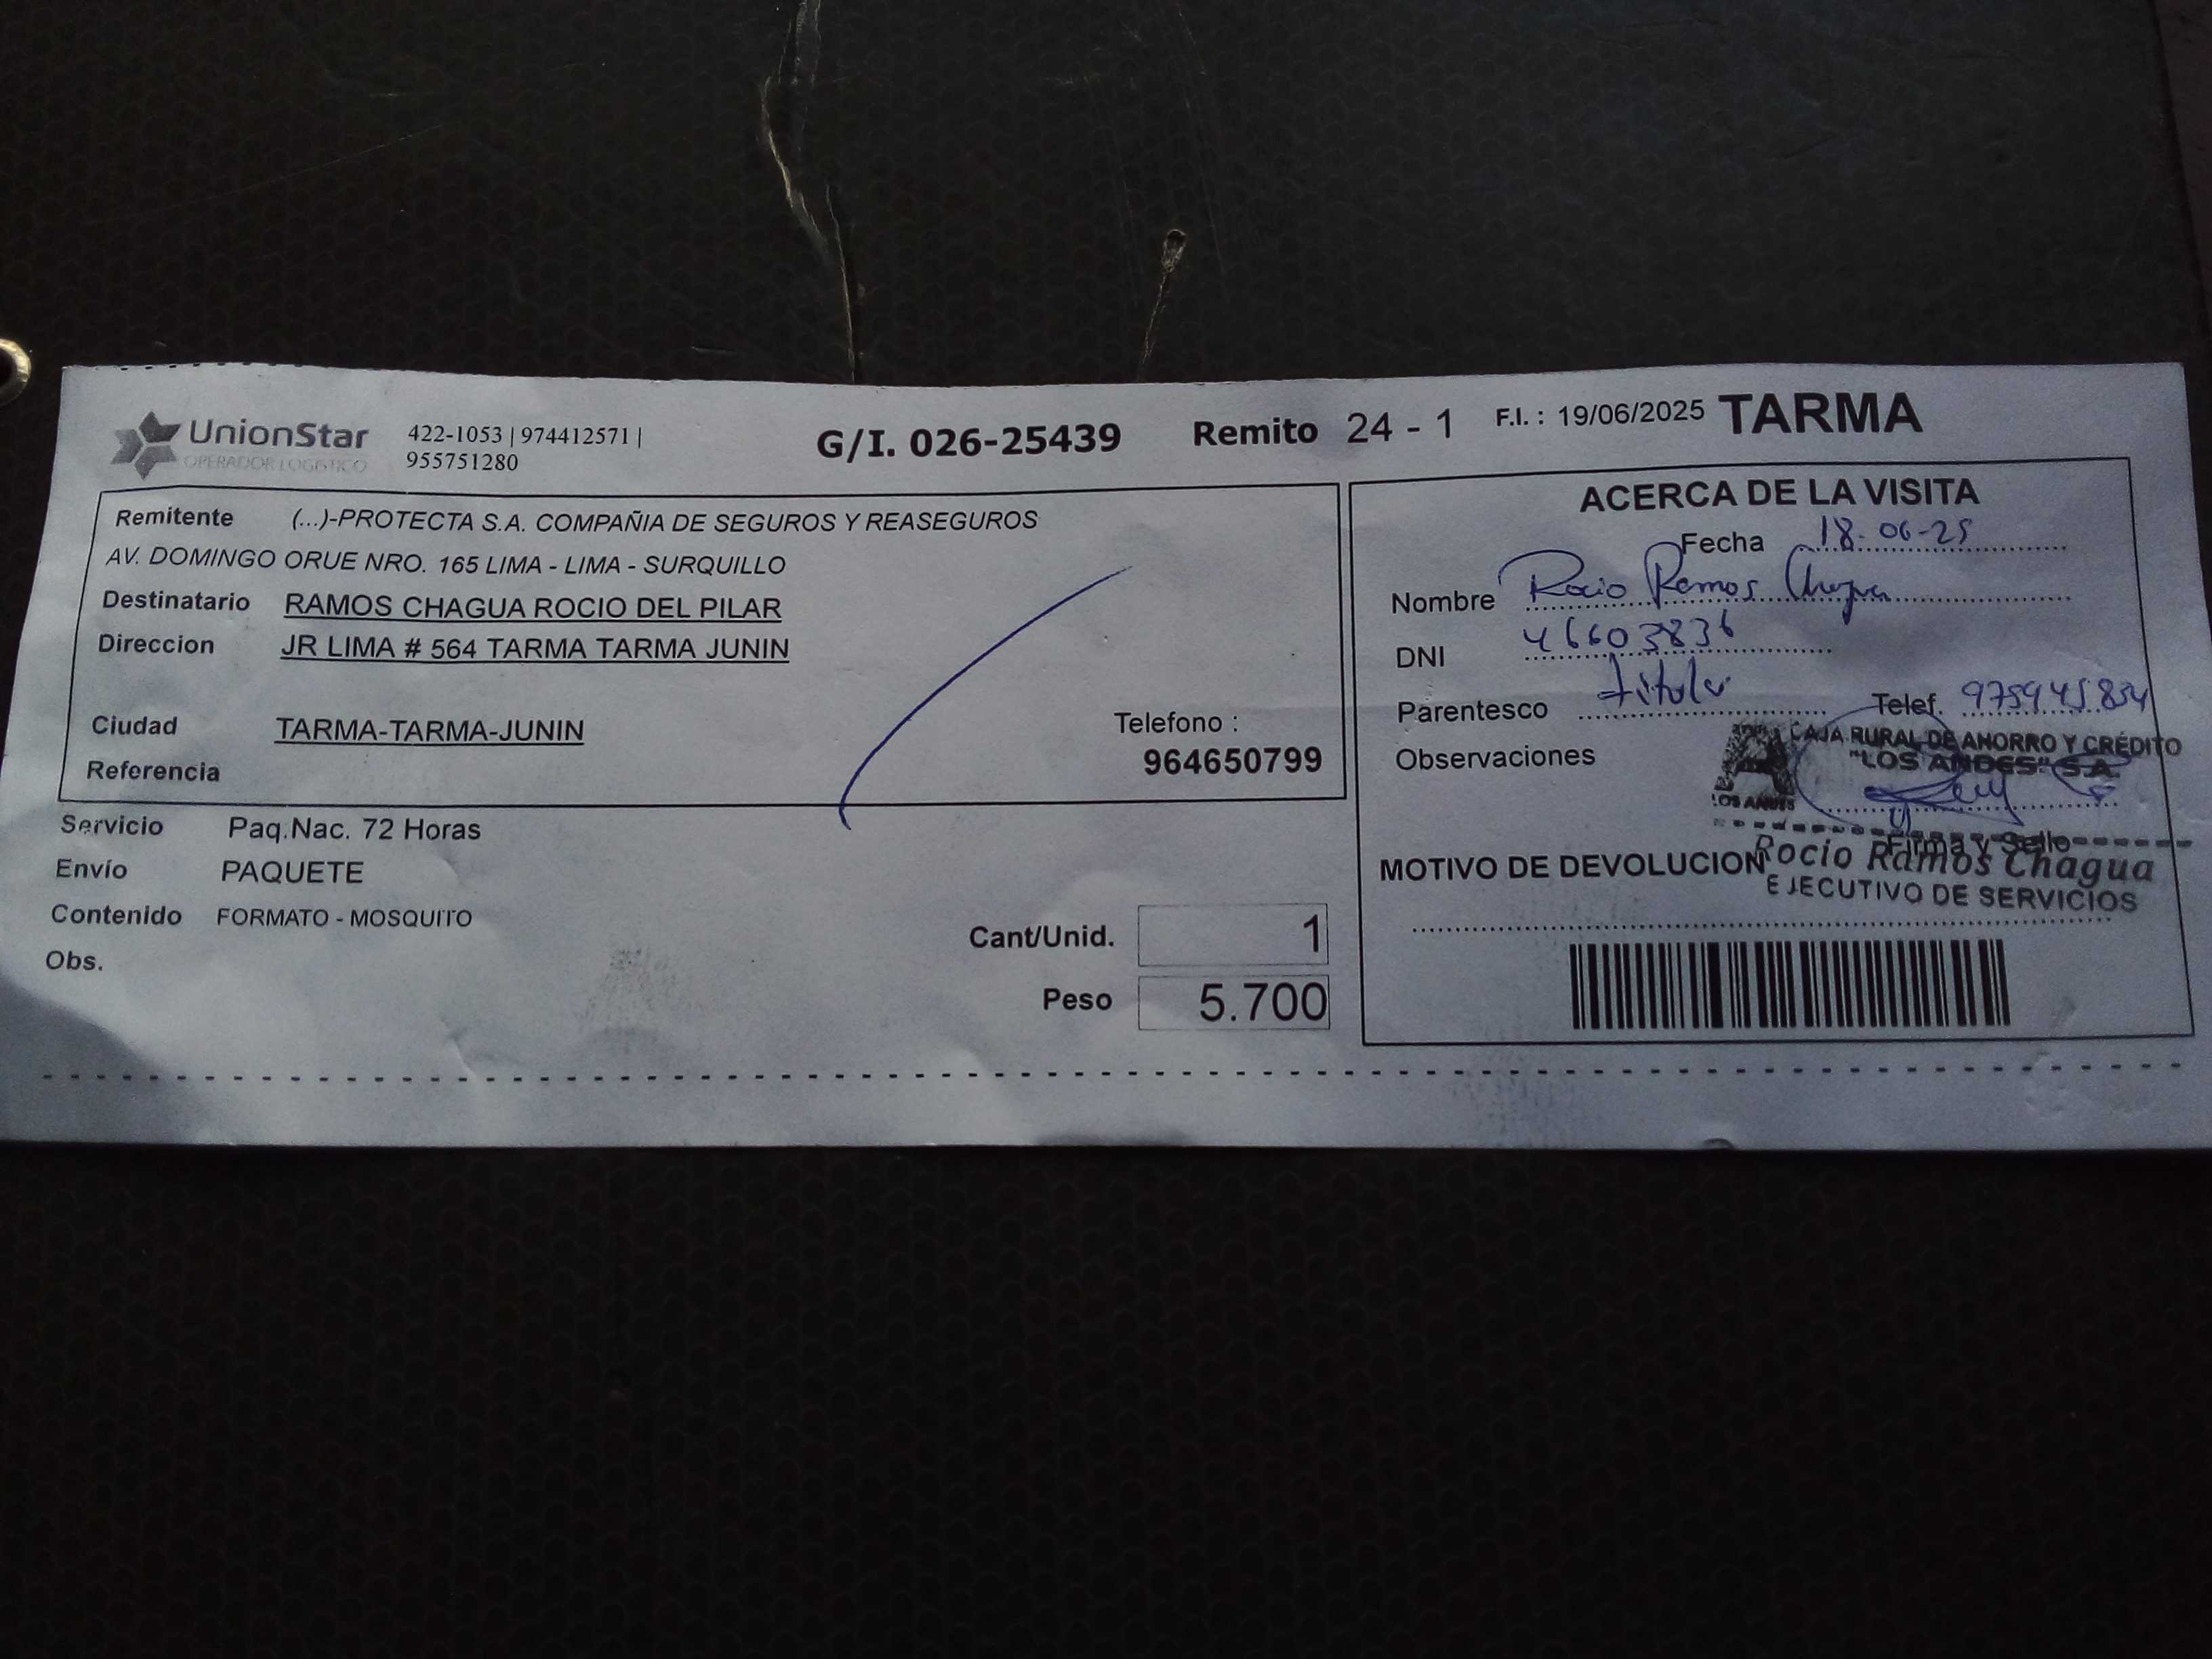 UnionStar
OPERADOR LOGISTICO
422-1053 | 974412571 |
955751280
G/I. 026-25439
Remito 24 - 1
F.I. : 19/06/2025
TARMA
Remitente (...)-PROTECTA S.A. COMPAÑIA DE SEGUROS Y REASEGUROS
AV. DOMINGO ORUE NRO. 165 LIMA - LIMA - SURQUILLO
Destinatario RAMOS CHAGUA ROCIO DEL PILAR
Direccion JR LIMA # 564 TARMA TARMA JUNIN
Ciudad TARMA-TARMA-JUNIN
Telefono :
964650799
Referencia
Servicio Paq.Nac. 72 Horas
Envío PAQUETE
Contenido FORMATO - MOSQUITO
Obs.
Cant/Unid. 1
Peso 5.700
ACERCA DE LA VISITA
Fecha 18-06-25
Nombre Rocio Ramos Chagua
DNI 46603836
Parentesco titular
Telef. 975945834
Observaciones
CAJA RURAL DE AHORRO Y CRÉDITO
"LOS ANDES" S.A.
LOS ANDES
Firma y Sello
Rocio Ramos Chagua
EJECUTIVO DE SERVICIOS
MOTIVO DE DEVOLUCION